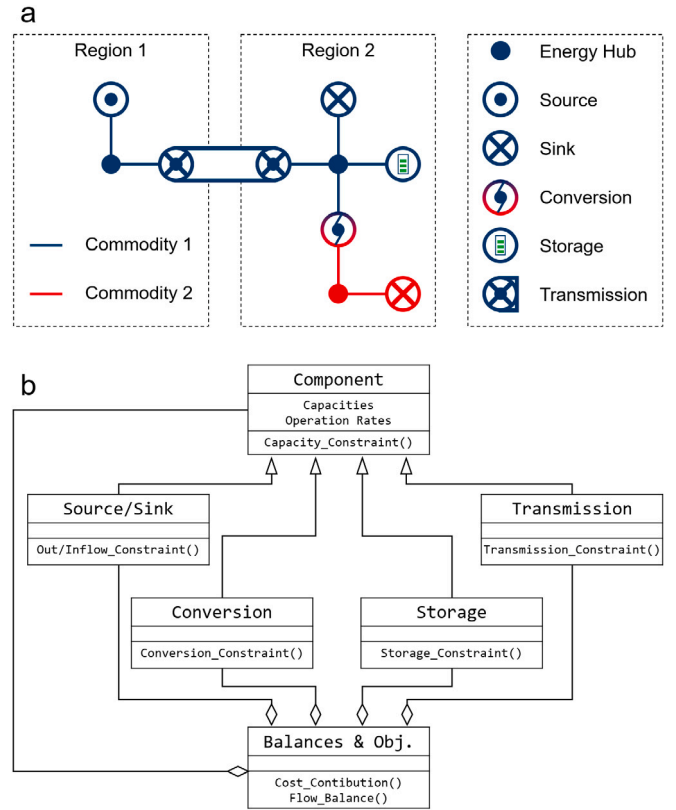 a
Region 1
Region 2
Energy Hub
Source
Sink
Conversion
Storage
Transmission
Commodity 1
Commodity 2
b
Component
Capacities
Operation Rates
Capacity_Constraint()
Source/Sink
Out/Inflow_Constraint()
Transmission
Transmission_Constraint()
Conversion
Conversion_Constraint()
Storage
Storage_Constraint()
Balances & Obj.
Cost_Contibution()
Flow_Balance()